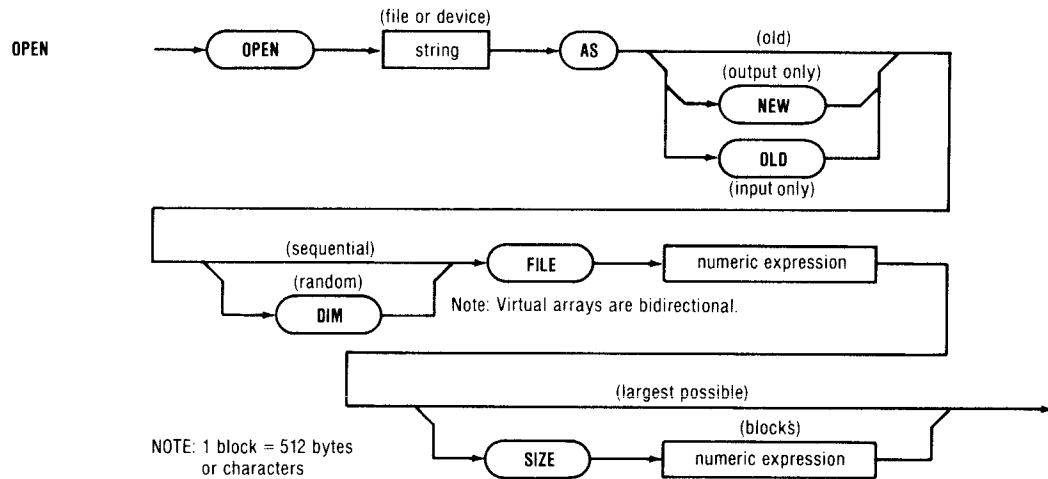 OPEN
OPEN
(file or device)
string
AS
(old)
(output only)
NEW
OLD
(input only)
(sequential)
(random)
DIM
FILE
numeric expression
Note: Virtual arrays are bidirectional.
(largest possible)
SIZE
(blocks)
numeric expression
NOTE: 1 block = 512 bytes
or characters